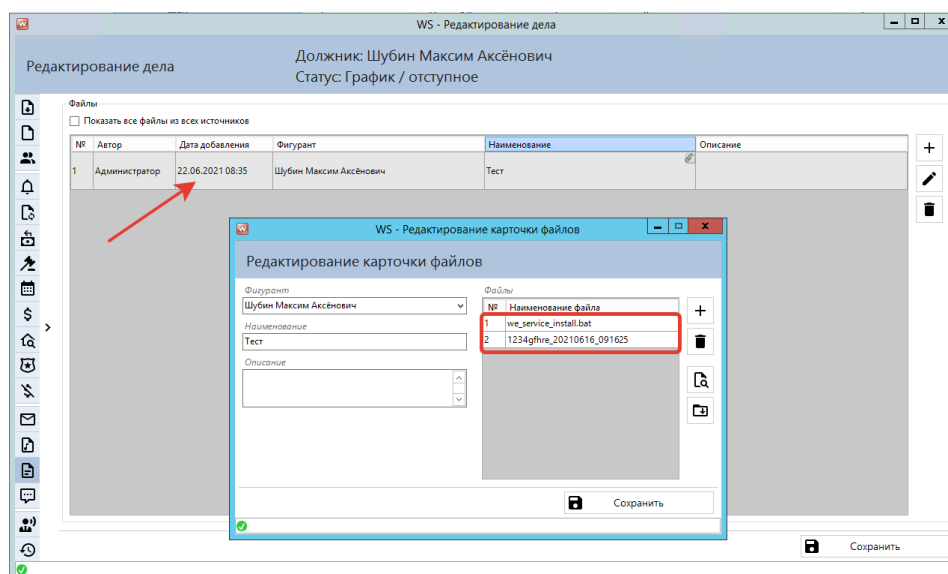 WS - Редактирование дела
Редактирование дела
Должник: Шубин Максим Аксёнович
Статус: График / отступное
Файлы
Показать все файлы из всех источников
№ Автор Дата добавления Фигурант Наименование Описание
1 Администратор 22.06.2021 08:35 Шубин Максим Аксёнович Тест
WS - Редактирование карточки файлов
Редактирование карточки файлов
Фигурант
Шубин Максим Аксёнович
Наименование
Тест
Описание
Файлы
№ Наименование файла
1 we_service_install.bat
2 1234gfhre_20210616_091625
Сохранить
Сохранить